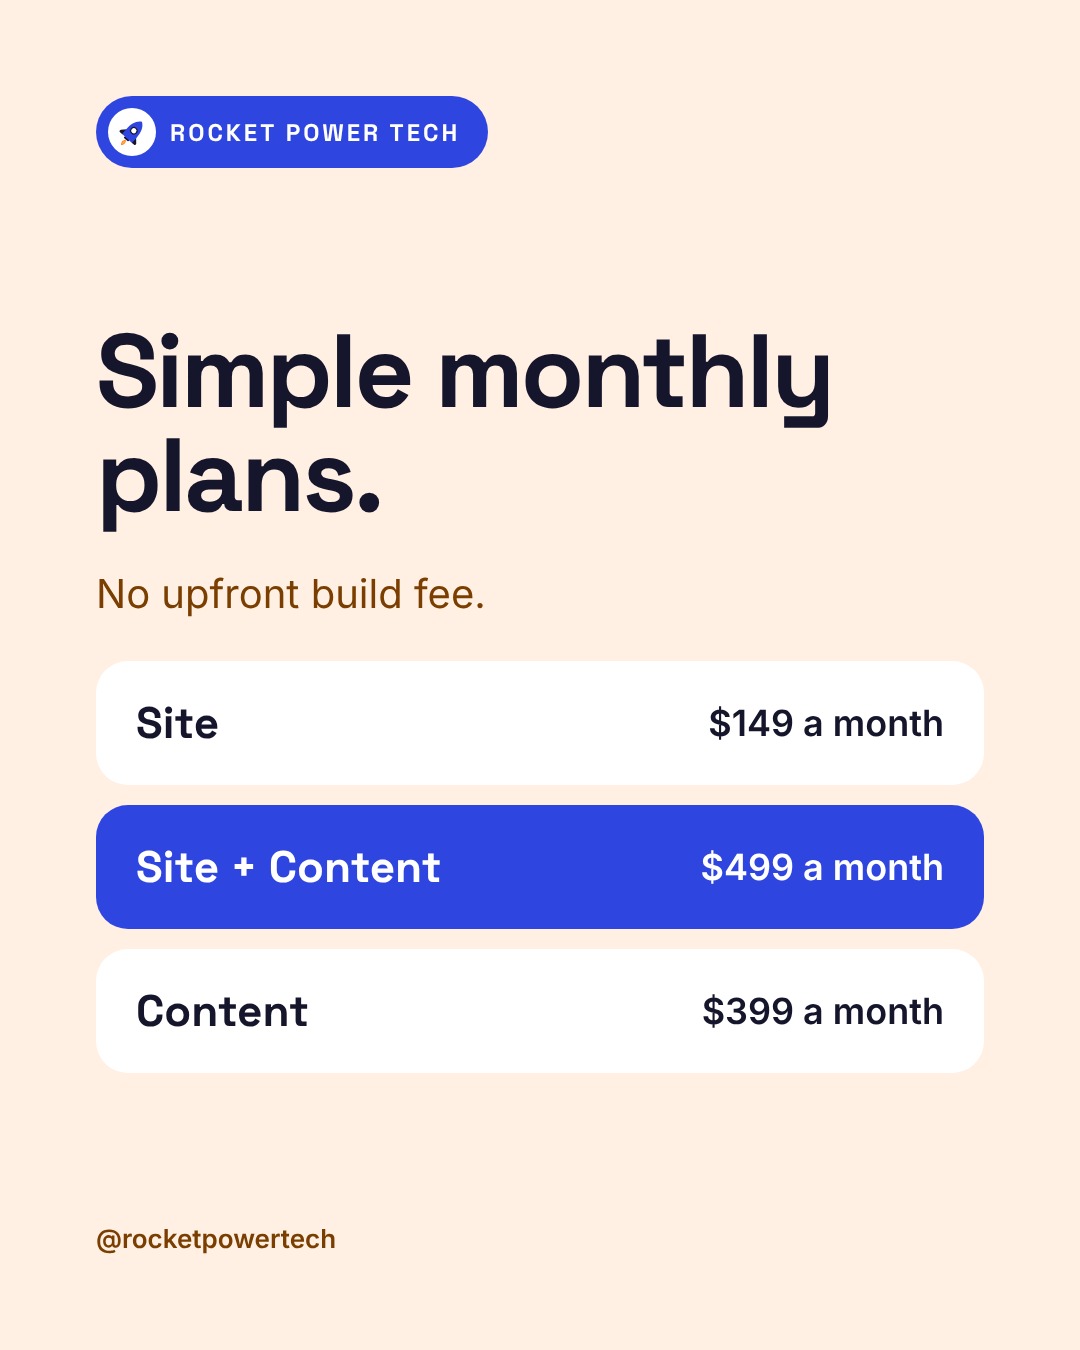 ROCKET POWER TECH
Simple monthly
plans.
No upfront build fee.
Site $149 a month
Site + Content $499 a month
Content $399 a month
@rocketpowertech